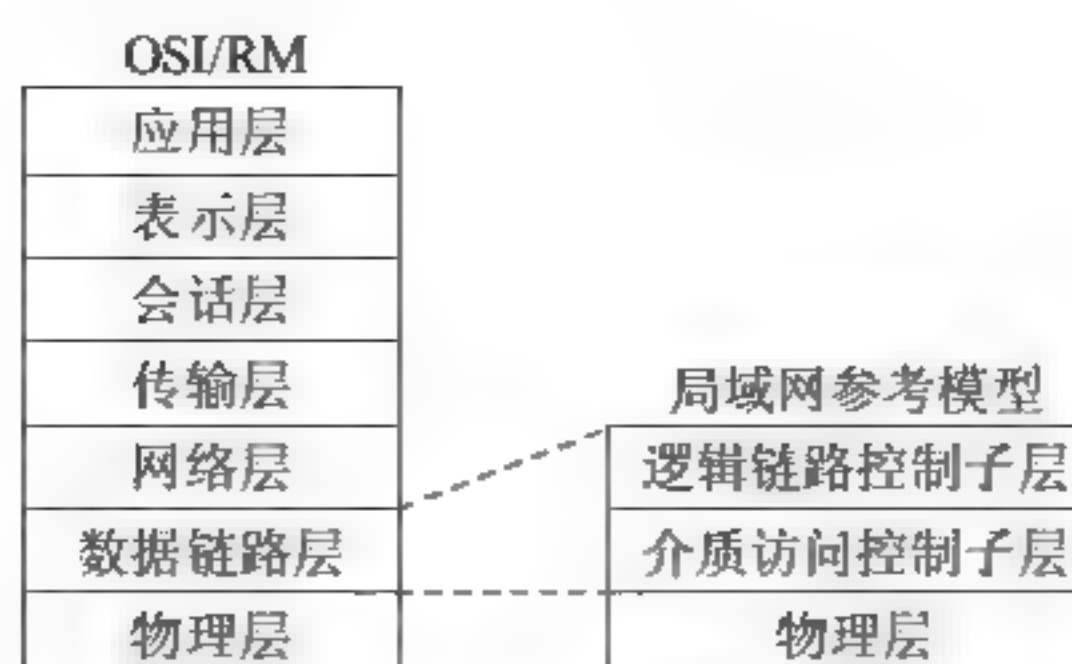 OSI/RM
应用层
表示层
会话层
传输层
网络层
数据链路层
物理层
局域网参考模型
逻辑链路控制子层
介质访问控制子层
物理层